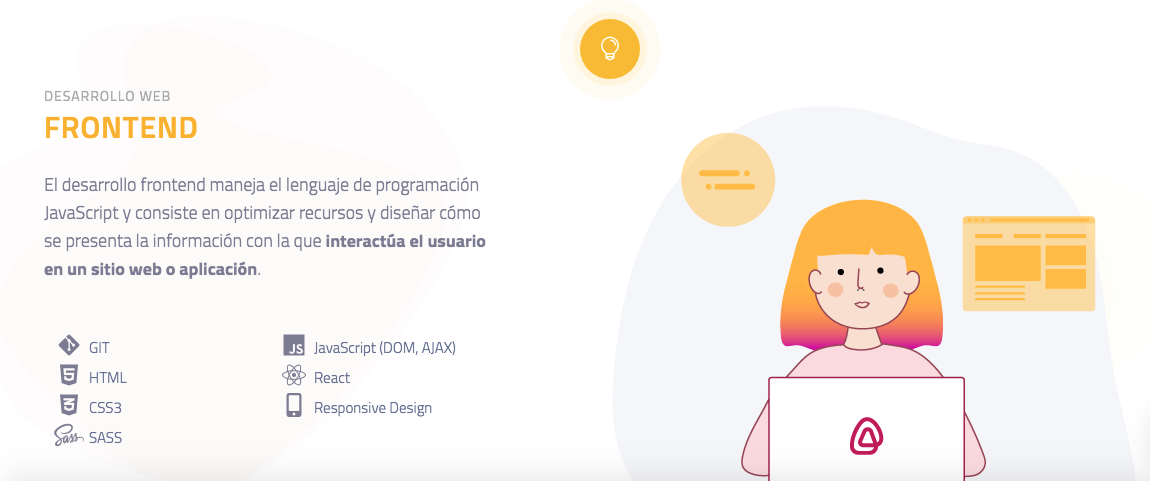 DESARROLLO WEB
FRONTEND
El desarrollo frontend maneja el lenguaje de programación
JavaScript y consiste en optimizar recursos y diseñar cómo
se presenta la información con la que interactúa el usuario
en un sitio web o aplicación.
GIT
HTML
CSS3
Sass SASS
JS JavaScript (DOM, AJAX)
React
Responsive Design